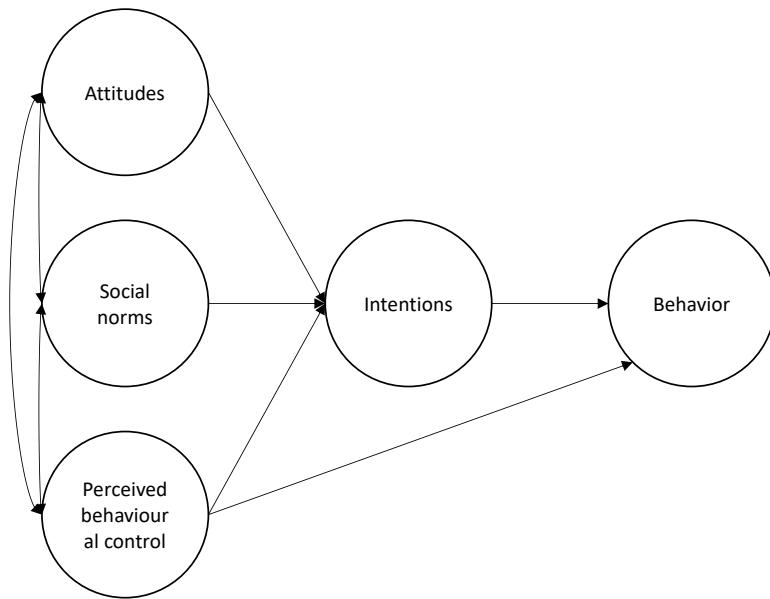 Attitudes
Social
norms
Intentions
Behavior
Perceived
behaviour
al control